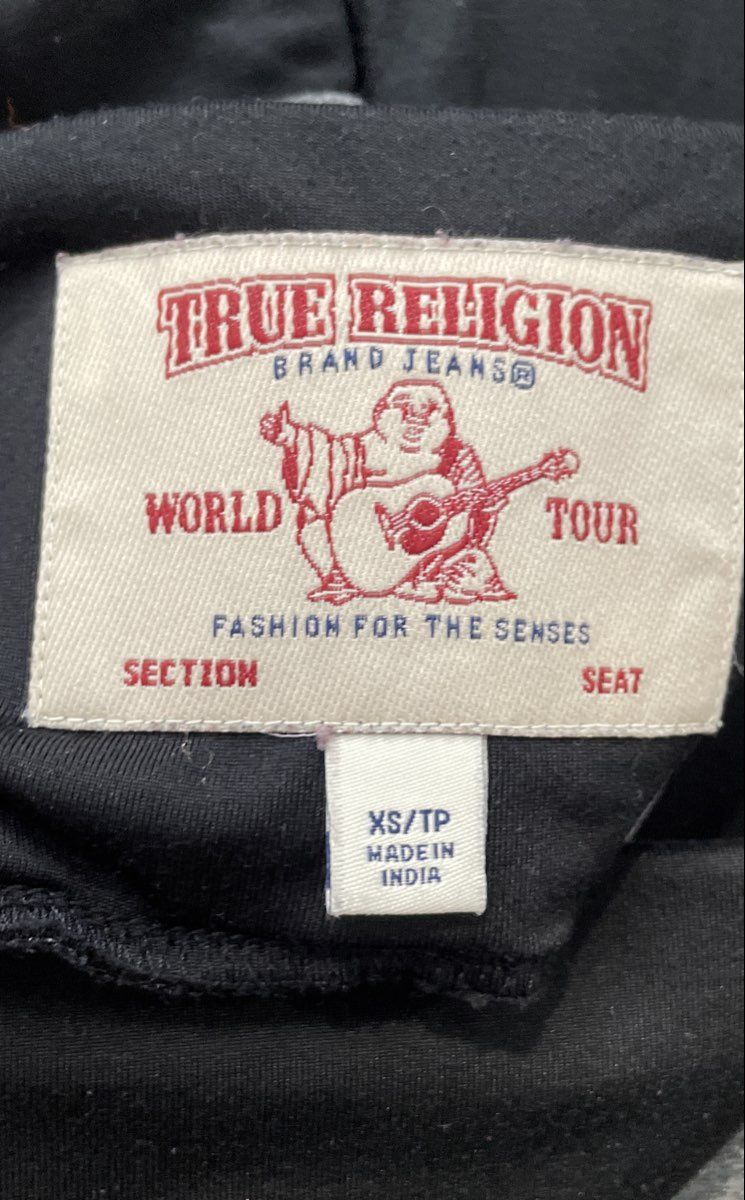 TRUE RELIGION
BRAND JEANS®
WORLD TOUR
FASHION FOR THE SENSES
SECTION SEAT
XS/TP
MADE IN
INDIA